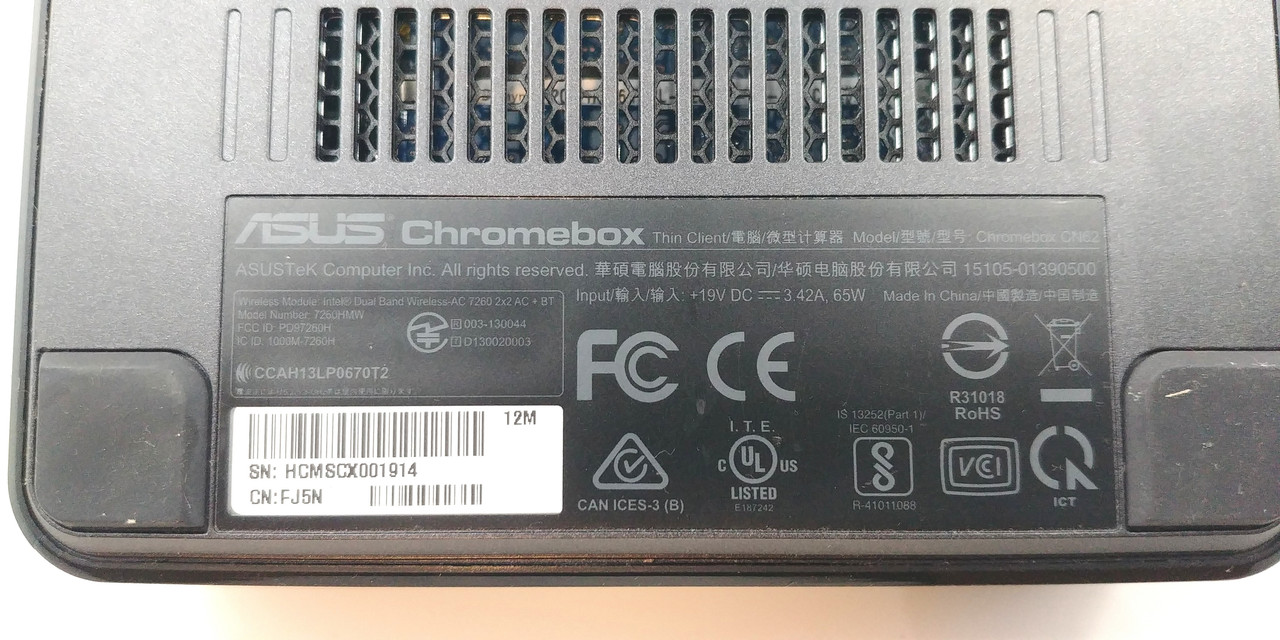 ASUS Chromebox Thin Client/電腦/微型计算器 Model/型號/型号 Chromebox CN62
ASUSTeK Computer Inc. All rights reserved. 華碩電腦股份有限公司/华硕电脑股份有限公司 15105-01390500
Wireless Module: Intel® Dual Band Wireless-AC 7260 2x2 AC + BT
Model Number: 7260HMW
FCC ID: PD97260H
IC ID: 1000M-7260H
R 003-130044
T D130020003
CCAH13LP0670T2
Input/輸入/输入: +19V DC 3.42A, 65W Made In China/中國製造/中国制造
FC CE
R31018
RoHS
12M
SN: HCMSCX001914
CN:FJ5N
CAN ICES-3 (B)
I.T.E.
C UL US
LISTED
E187242
IS 13252(Part 1)/
IEC 60950-1
R-41011088
VCI
ICT